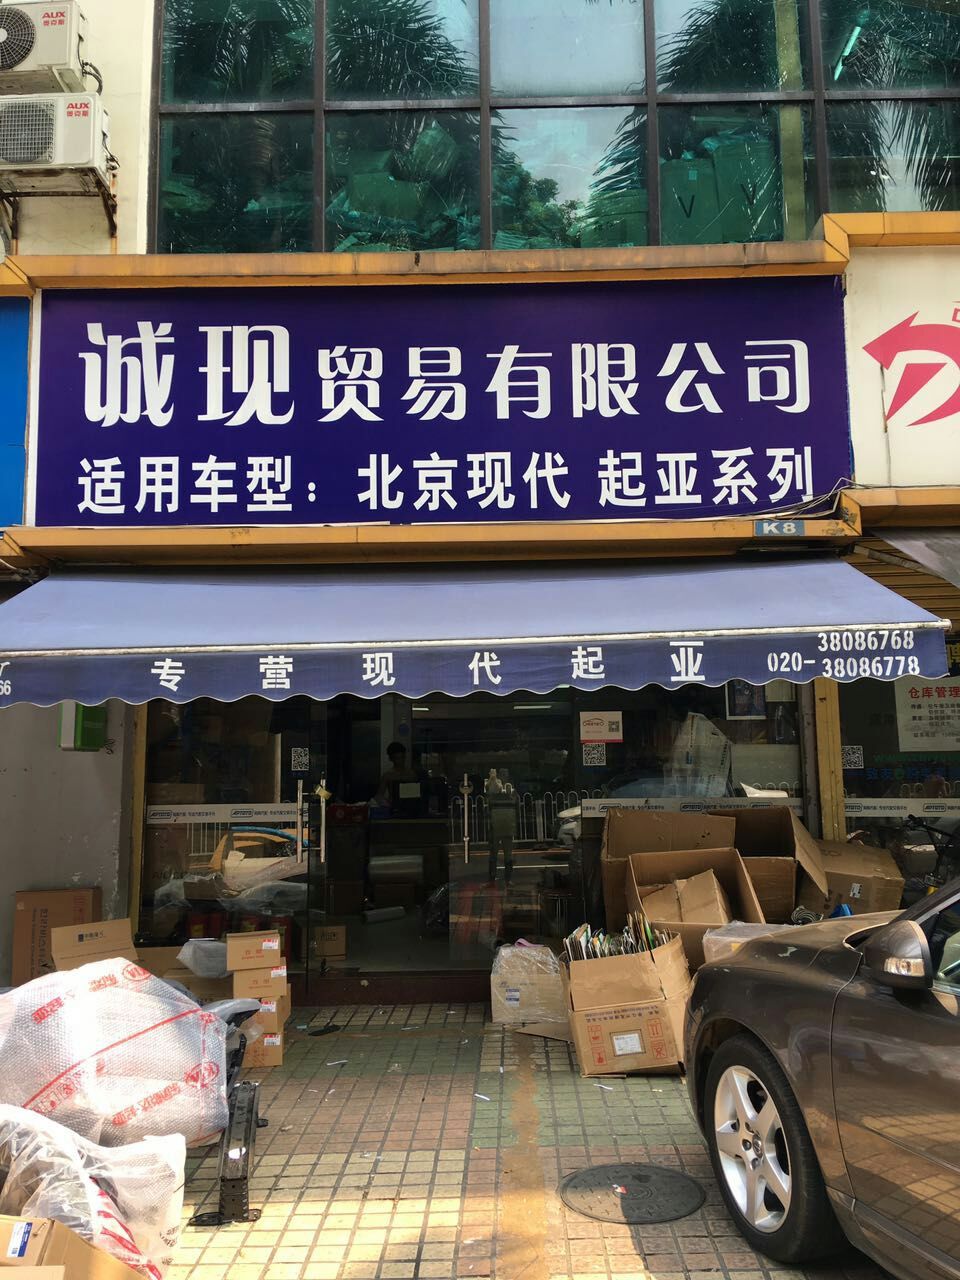 AUX
奥克斯
AUX
奥克斯
诚现贸易有限公司
适用车型：北京现代 起亚系列
K8
专营现代起亚
38086768
020-38086778
66
仓库管理